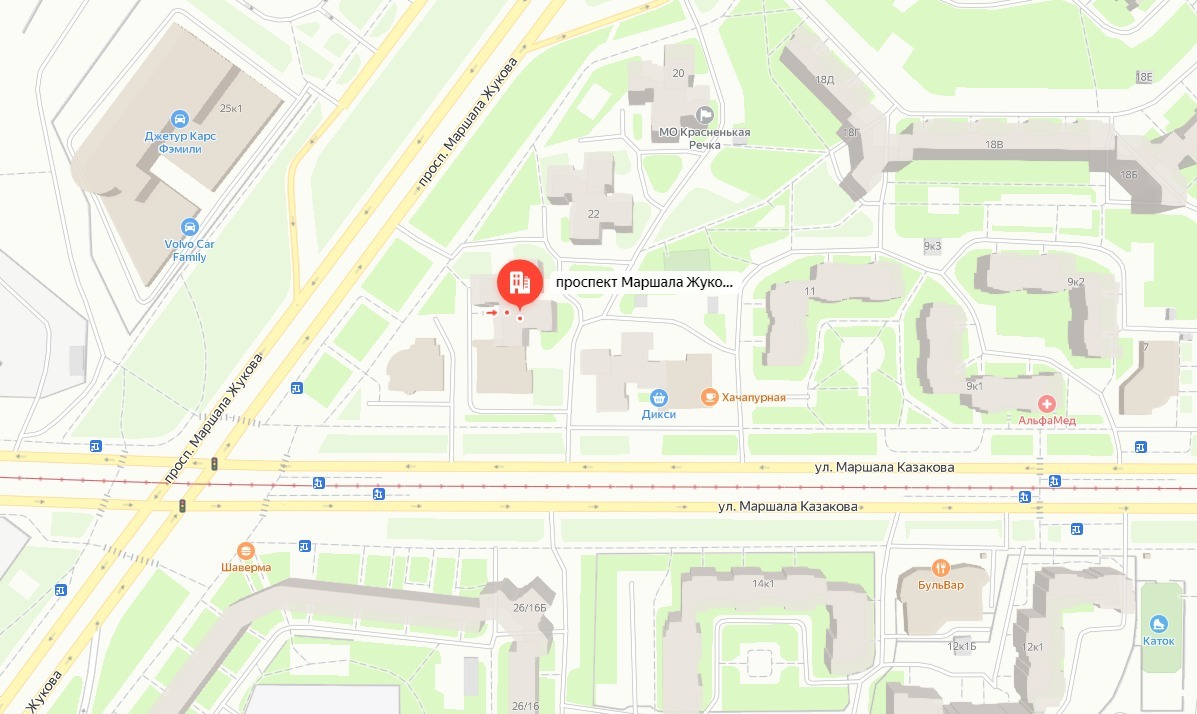 просп. Маршала Жукова
20
18Д
18Е
25к1
Джетур Карс
Фэмили
МО Красненькая
Речка
18Г
18В
18Б
22
Volvo Car
Family
9к3
проспект Маршала Жуко...
11
9к2
7
просп. Маршала Жукова
9к1
Дикси
Хачапурная
АльфаМед
ул. Маршала Казакова
ул. Маршала Казакова
Шаверма
БульВар
14к1
26/16Б
Каток
12к1Б
12к1
Жукова
26/16